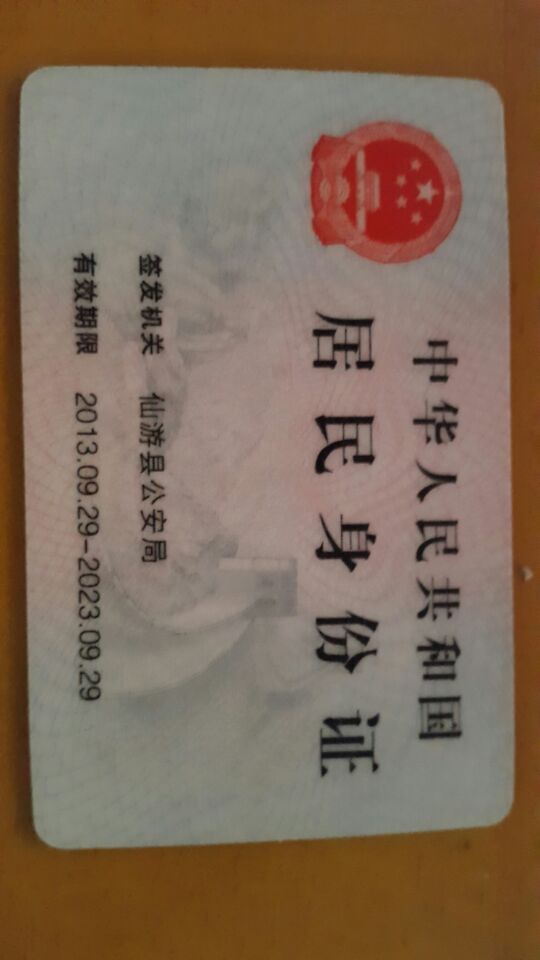 中华人民共和国
居民身份证
签发机关 仙游县公安局
有效期限 2013.09.29-2023.09.29